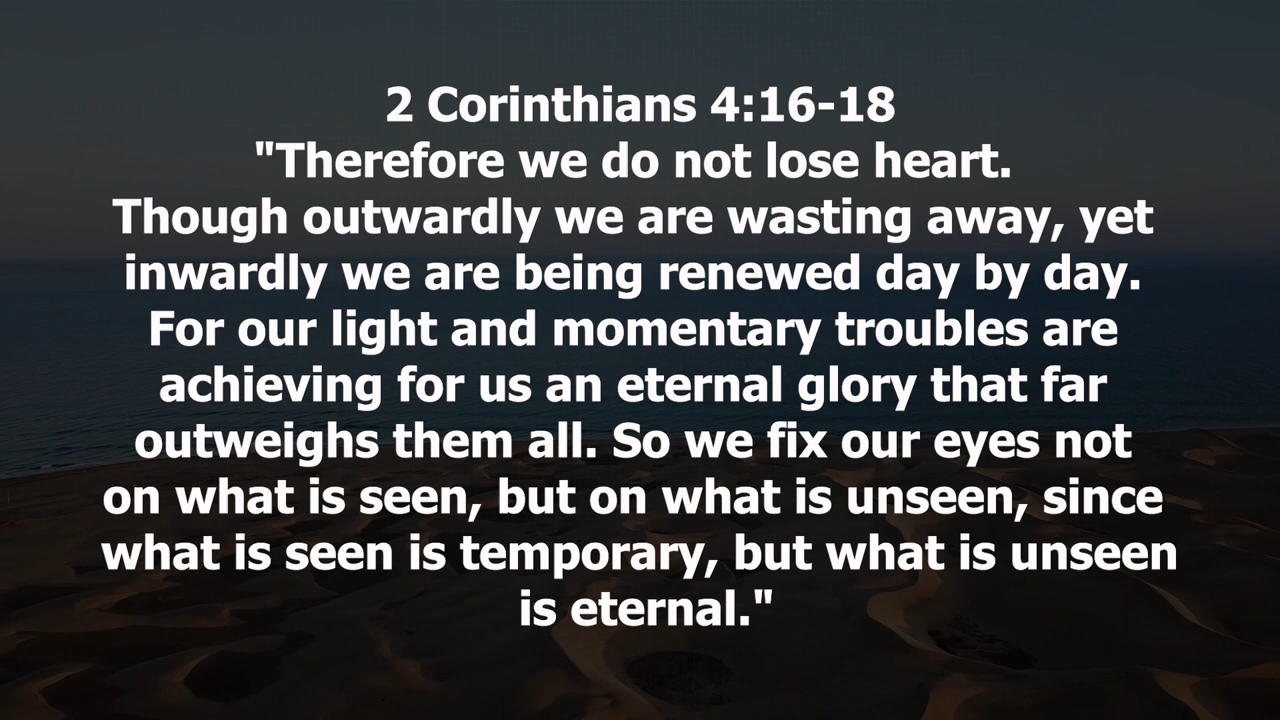 2 Corinthians 4:16-18
"Therefore we do not lose heart.
Though outwardly we are wasting away, yet
inwardly we are being renewed day by day.
For our light and momentary troubles are
achieving for us an eternal glory that far
outweighs them all. So we fix our eyes not
on what is seen, but on what is unseen, since
what is seen is temporary, but what is unseen
is eternal."